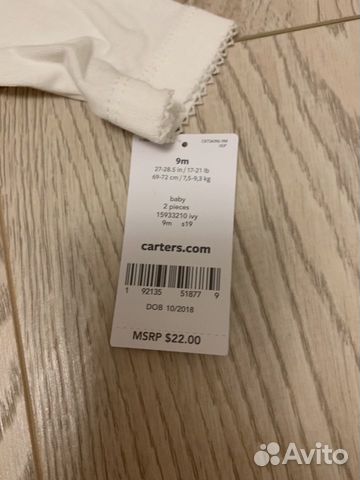 9m
27-28.5 in / 17-21 lb
69-72 cm / 7,5-9,3 kg
baby
2 pieces
15933210 ivy
9m s19
carters.com
1 92135 51877 9
DOB 10/2018
MSRP $22.00
Avito